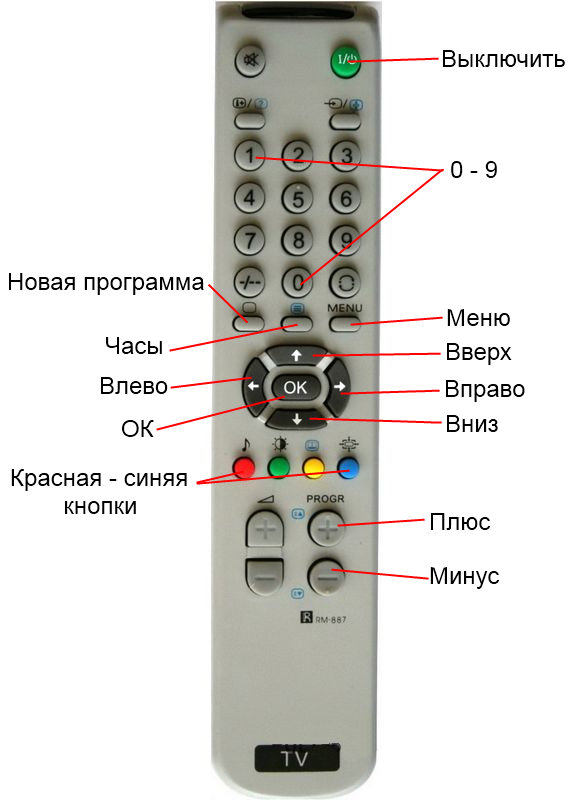 Выключить
I/
1 2 3
0 - 9
4 5 6
7 8 9
-/-- 0
Новая программа
MENU
Меню
Часы
Вверх
Влево
OK
Вправо
ОК
Вниз
Красная - синяя
кнопки
PROGR
+ +
Плюс
− −
Минус
R RM-887
TV